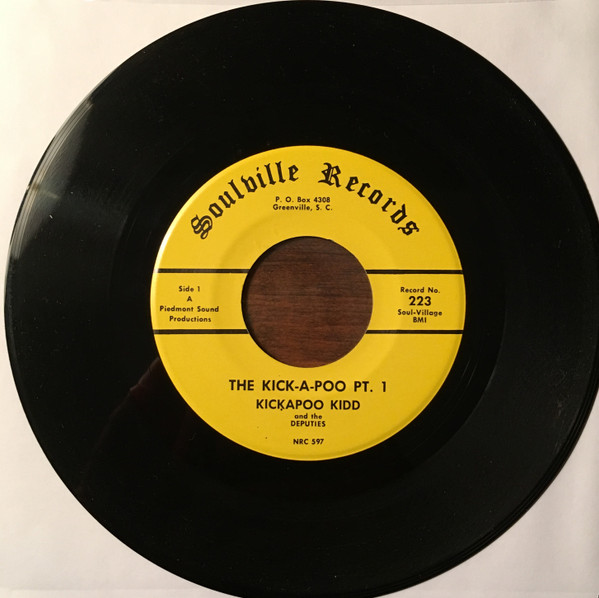 Soulville Records
P. O. Box 4308
Greenville, S. C.
Side 1
A
Piedmont Sound
Productions
Record No.
223
Soul-Village
BMI
THE KICK-A-POO PT. 1
KICKAPOO KIDD
and the
DEPUTIES
NRC 597